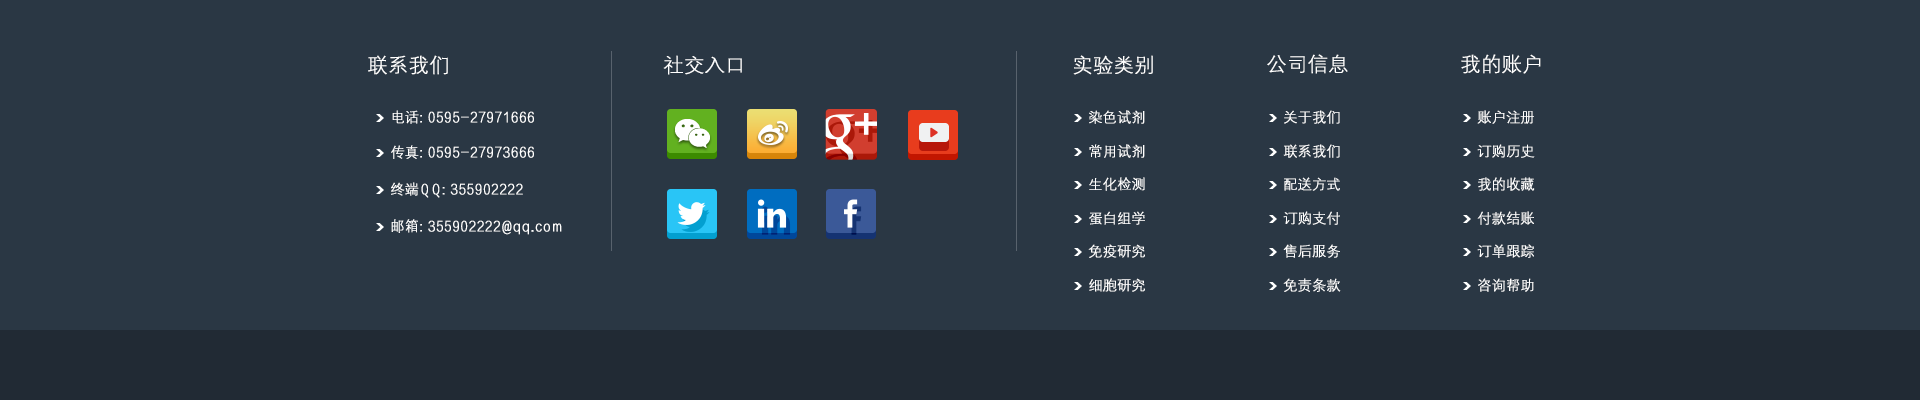 联系我们
电话: 0595-27971666
传真: 0595-27973666
终端QQ: 355902222
邮箱: 355902222@qq.com
社交入口
g+
in
f
实验类别
染色试剂
常用试剂
生化检测
蛋白组学
免疫研究
细胞研究
公司信息
关于我们
联系我们
配送方式
订购支付
售后服务
免责条款
我的账户
账户注册
订购历史
我的收藏
付款结账
订单跟踪
咨询帮助